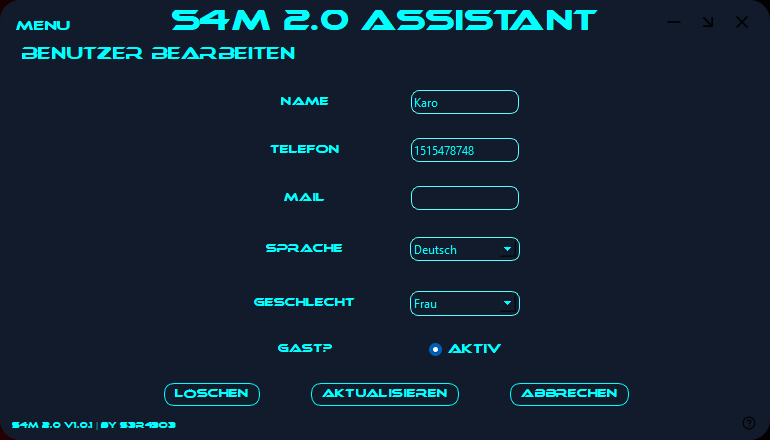 MENU
S4M 2.0 ASSISTANT
BENUTZER BEARBEITEN
NAME
Karo
TELEFON
1515478748
MAIL
SPRACHE
Deutsch
GESCHLECHT
Frau
GAST?
AKTIV
LÖSCHEN
AKTUALISIEREN
ABBRECHEN
S4M 2.0 V1.0.1 | BY S3R43O3
?